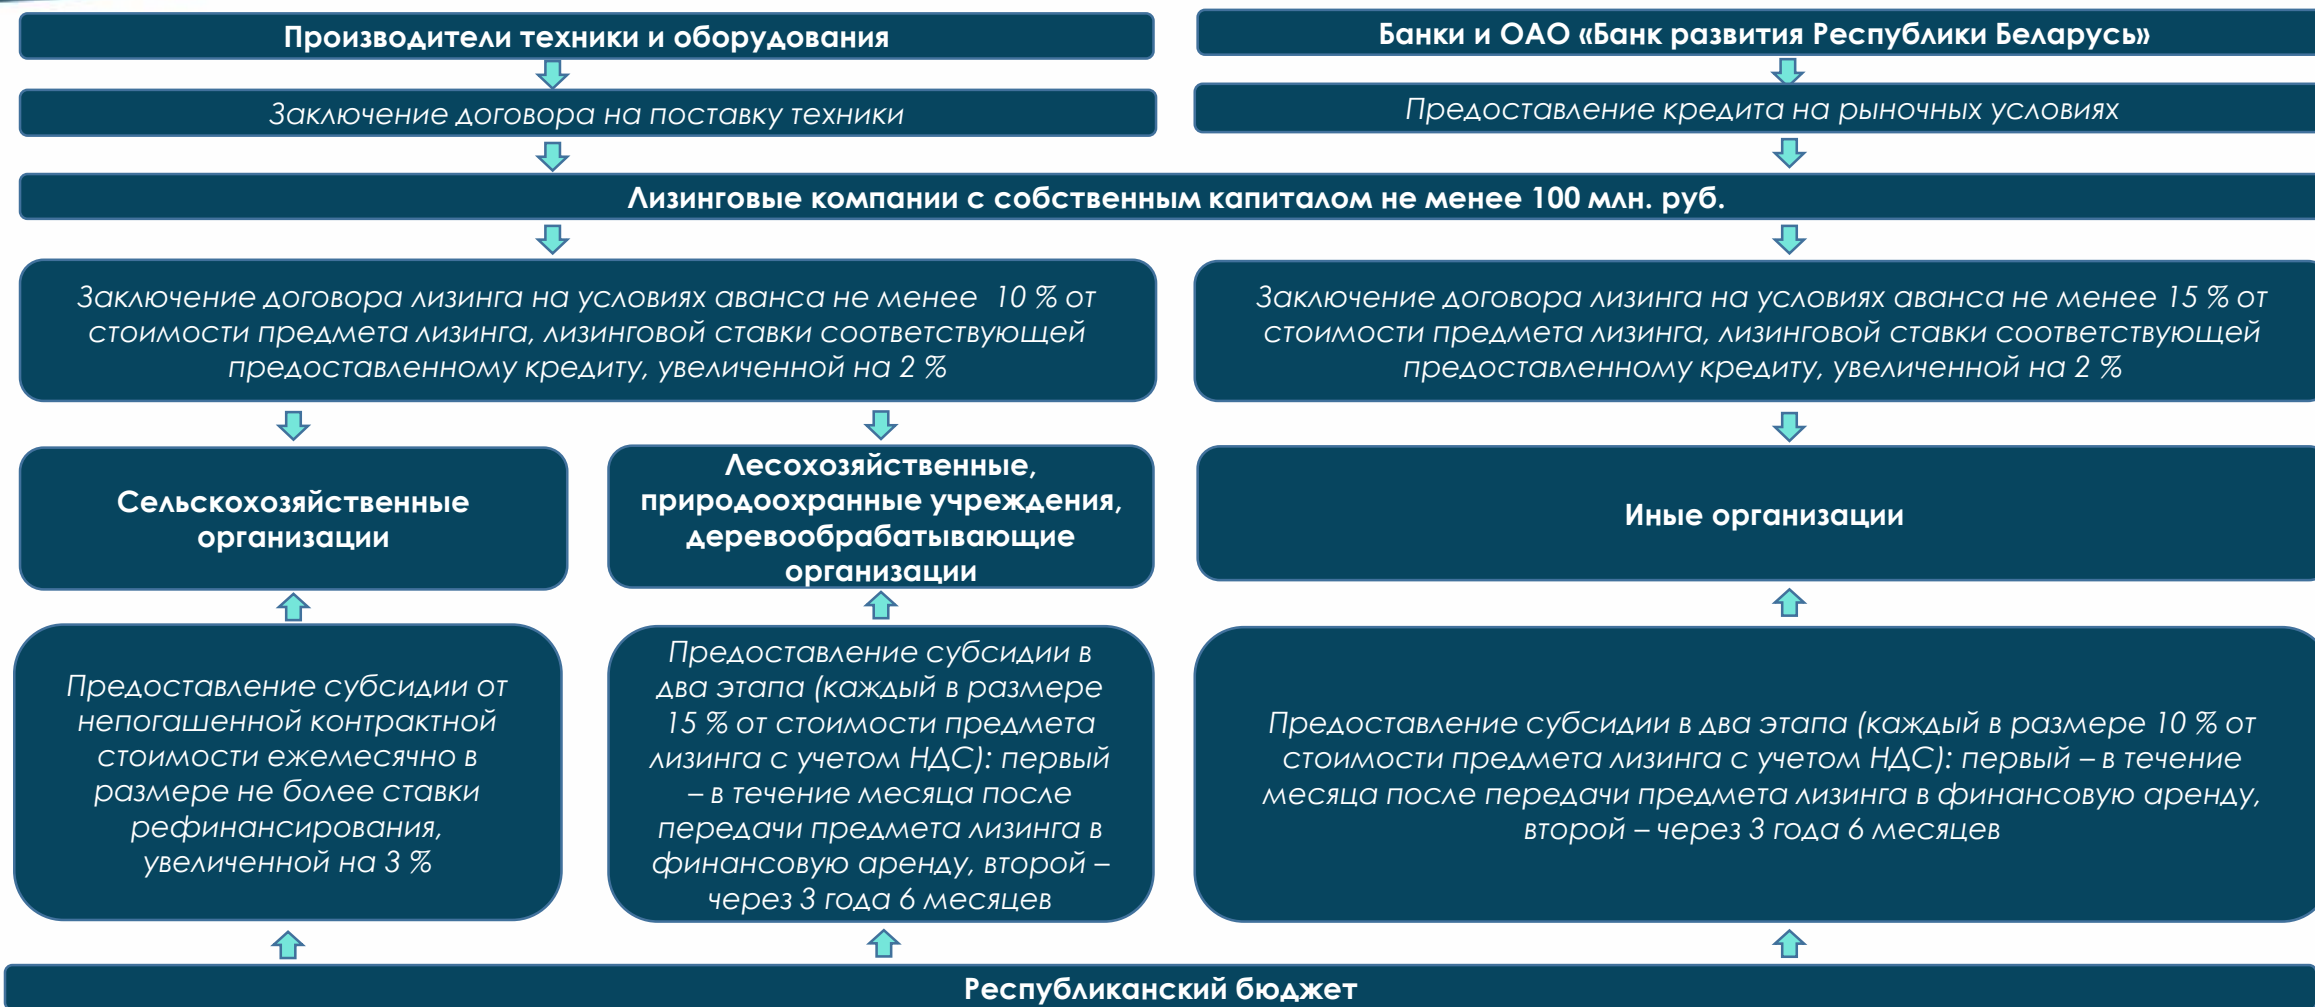 Производители техники и оборудования
Банки и ОАО «Банк развития Республики Беларусь»
Заключение договора на поставку техники
Предоставление кредита на рыночных условиях
Лизинговые компании с собственным капиталом не менее 100 млн. руб.
Заключение договора лизинга на условиях аванса не менее 10 % от
стоимости предмета лизинга, лизинговой ставки соответствующей
предоставленному кредиту, увеличенной на 2 %
Заключение договора лизинга на условиях аванса не менее 15 % от
стоимости предмета лизинга, лизинговой ставки соответствующей
предоставленному кредиту, увеличенной на 2 %
Сельскохозяйственные
организации
Лесохозяйственные,
природоохранные учреждения,
деревообрабатывающие
организации
Иные организации
Предоставление субсидии от
непогашенной контрактной
стоимости ежемесячно в
размере не более ставки
рефинансирования,
увеличенной на 3 %
Предоставление субсидии в
два этапа (каждый в размере
15 % от стоимости предмета
лизинга с учетом НДС): первый
– в течение месяца после
передачи предмета лизинга в
финансовую аренду, второй –
через 3 года 6 месяцев
Предоставление субсидии в два этапа (каждый в размере 10 % от
стоимости предмета лизинга с учетом НДС): первый – в течение
месяца после передачи предмета лизинга в финансовую аренду,
второй – через 3 года 6 месяцев
Республиканский бюджет